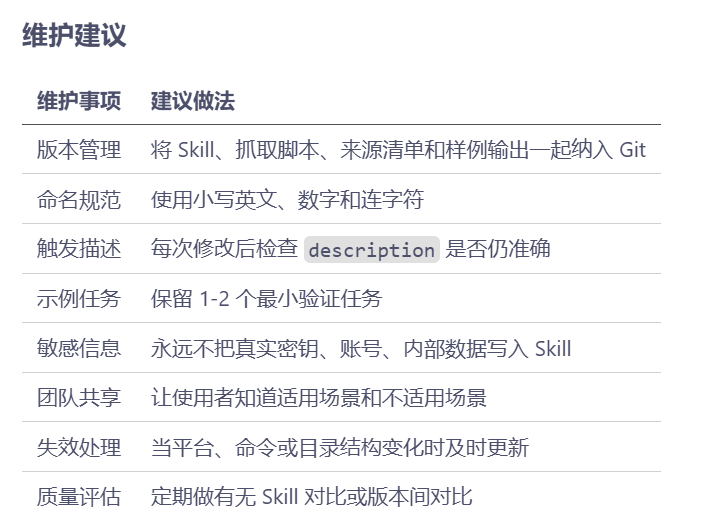 维护建议
维护事项 建议做法
版本管理 将 Skill、抓取脚本、来源清单和样例输出一起纳入 Git
命名规范 使用小写英文、数字和连字符
触发描述 每次修改后检查 description 是否仍准确
示例任务 保留 1-2 个最小验证任务
敏感信息 永远不把真实密钥、账号、内部数据写入 Skill
团队共享 让使用者知道适用场景和不适用场景
失效处理 当平台、命令或目录结构变化时及时更新
质量评估 定期做有无 Skill 对比或版本间对比